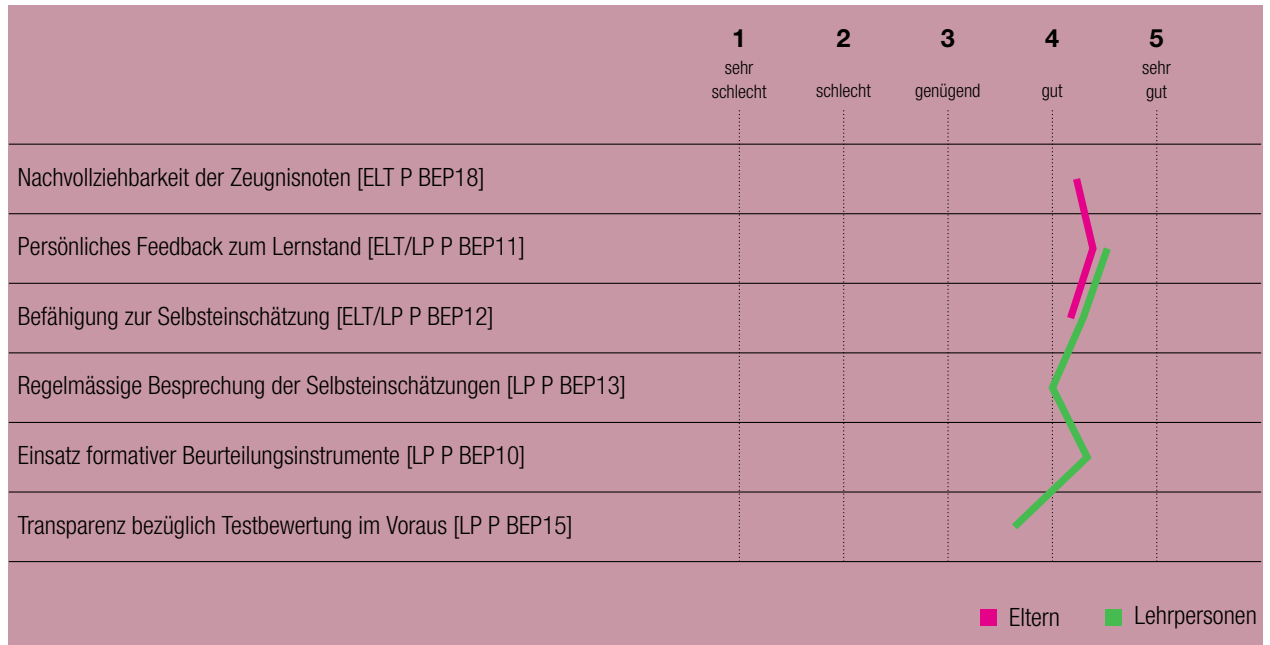 1 2 3 4 5
sehr schlecht schlecht genügend gut sehr gut
Nachvollziehbarkeit der Zeugnisnoten [ELT P BEP18]
Persönliches Feedback zum Lernstand [ELT/LP P BEP11]
Befähigung zur Selbsteinschätzung [ELT/LP P BEP12]
Regelmässige Besprechung der Selbsteinschätzungen [LP P BEP13]
Einsatz formativer Beurteilungsinstrumente [LP P BEP10]
Transparenz bezüglich Testbewertung im Voraus [LP P BEP15]
Eltern Lehrpersonen